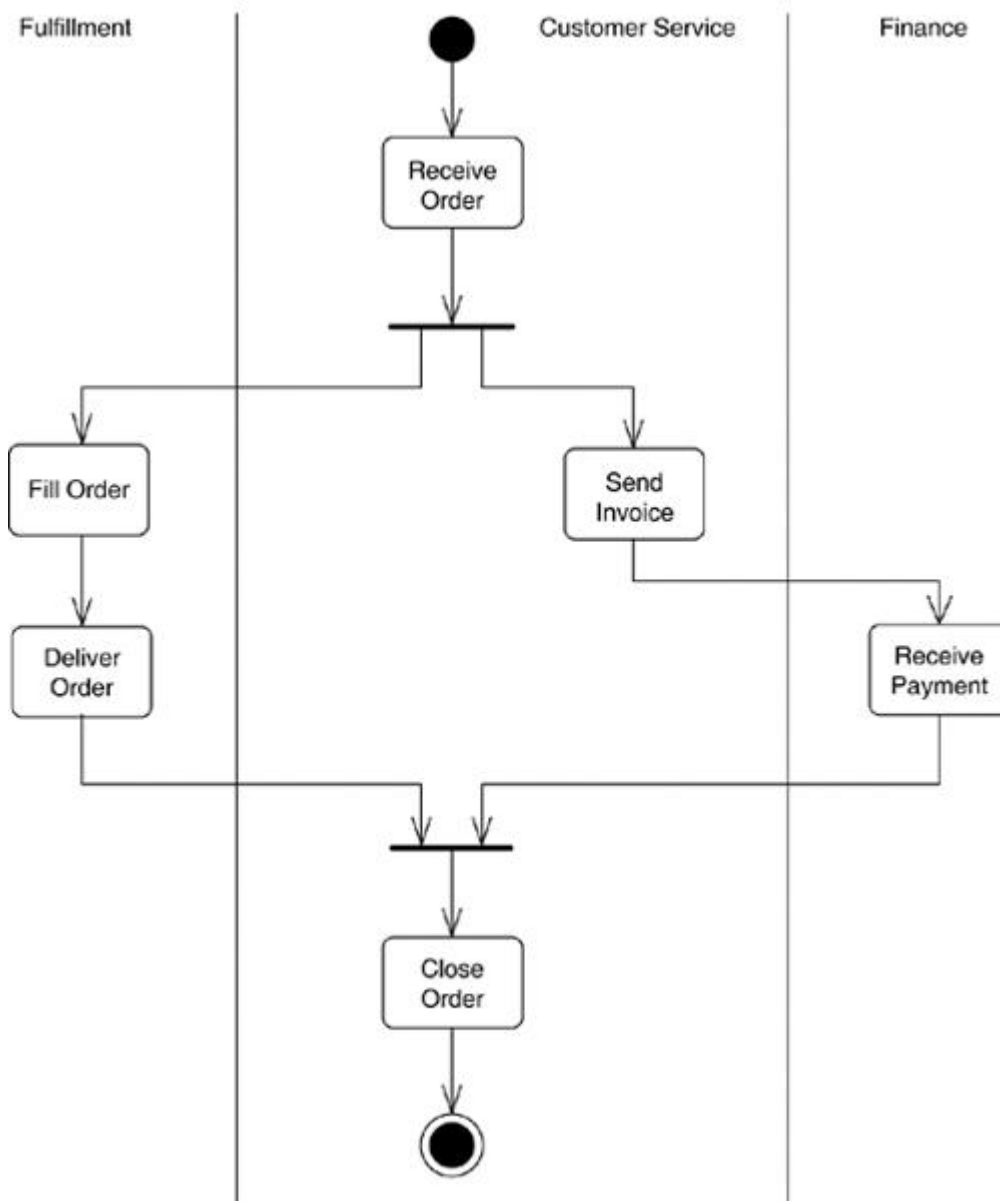 Fulfillment
Customer Service
Finance
Receive
Order
Fill Order
Send
Invoice
Deliver
Order
Receive
Payment
Close
Order